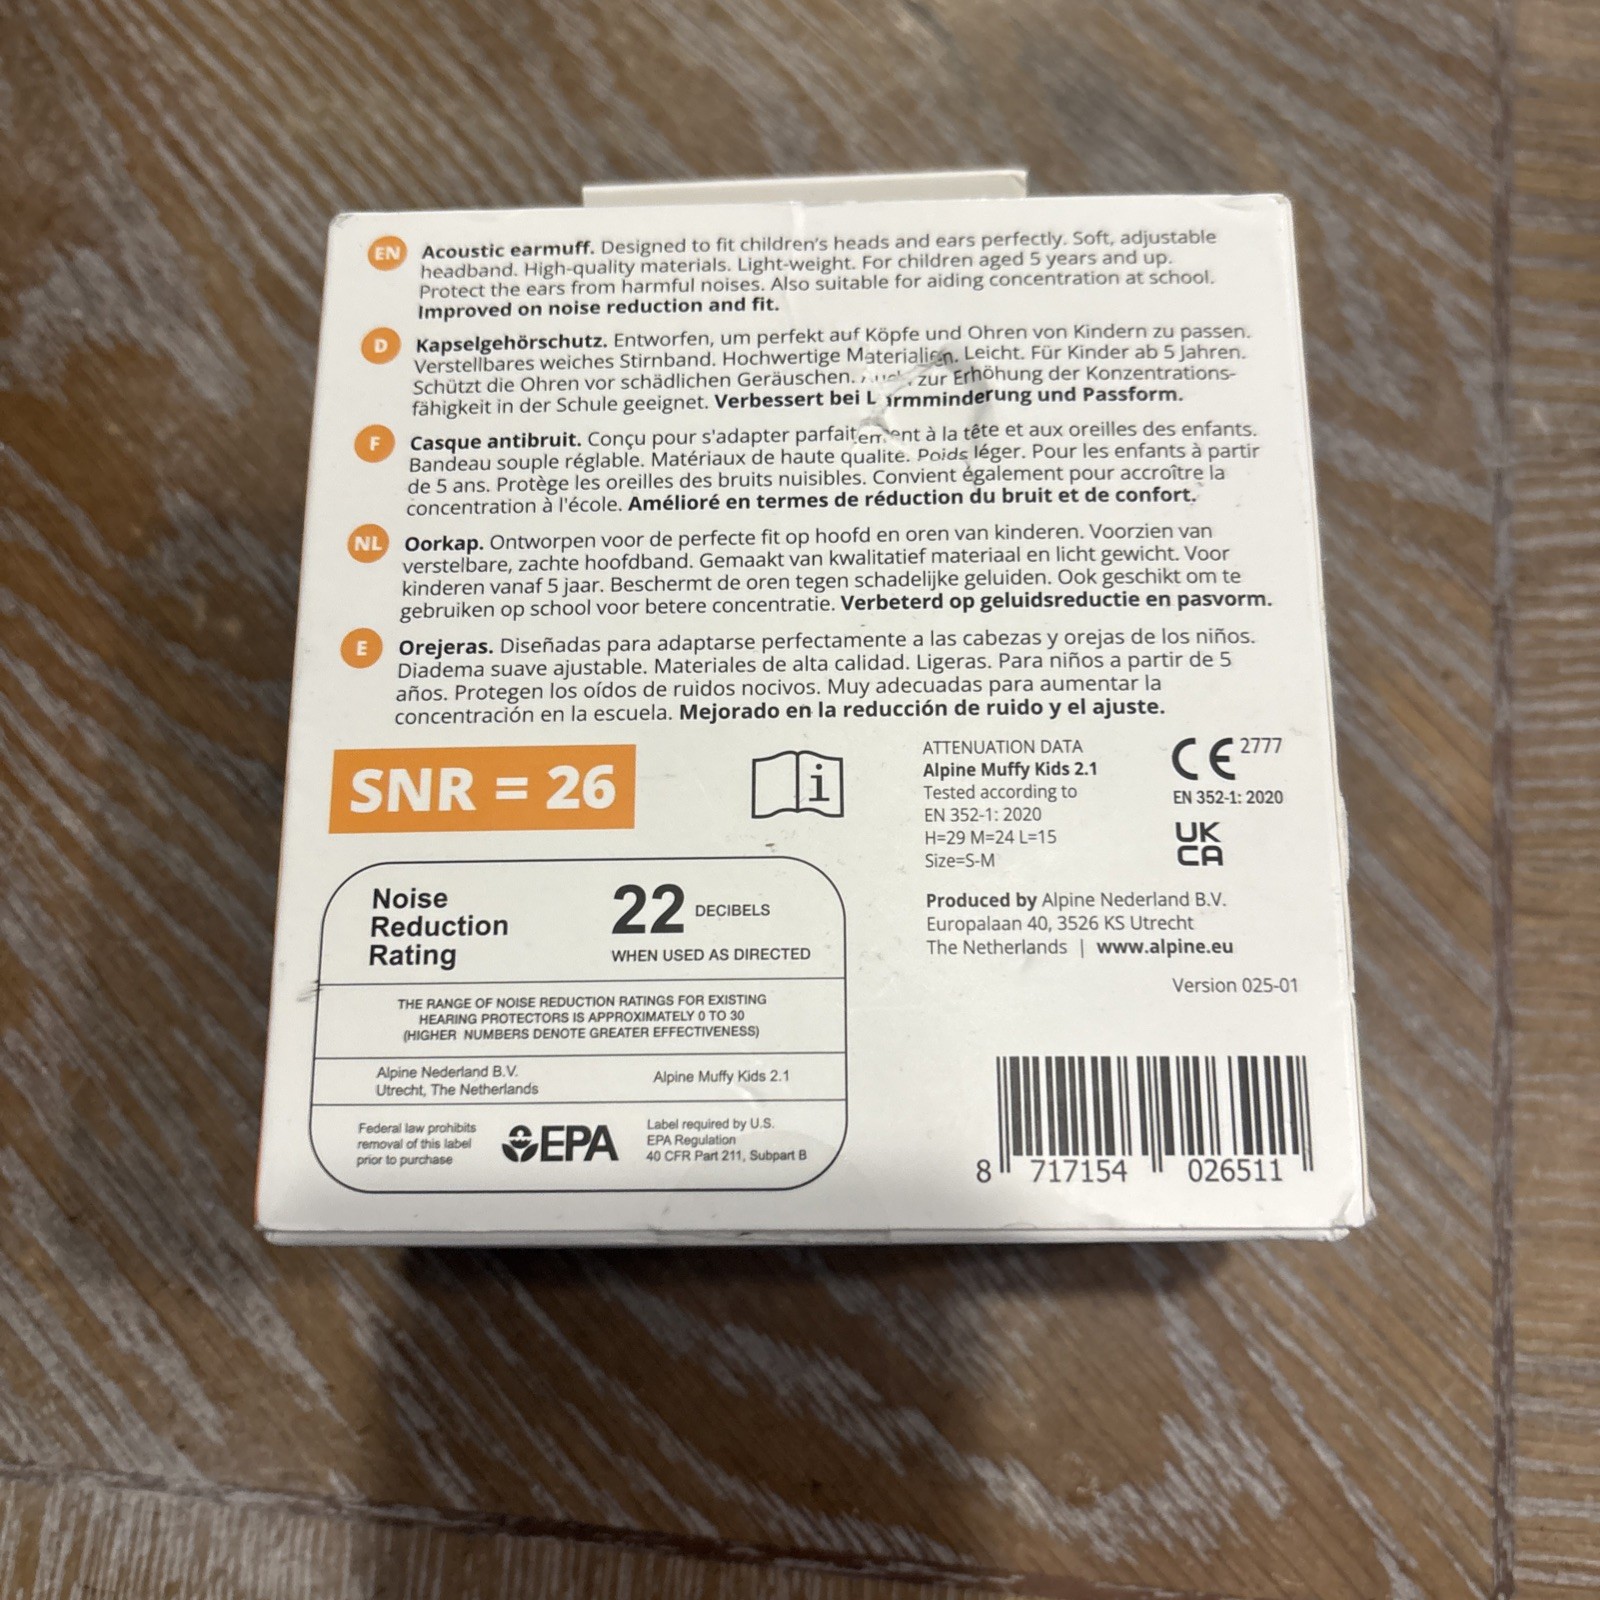 EN Acoustic earmuff. Designed to fit children's heads and ears perfectly. Soft, adjustable
headband. High-quality materials. Light-weight. For children aged 5 years and up.
Protect the ears from harmful noises. Also suitable for aiding concentration at school.
Improved on noise reduction and fit.
D Kapselgehörschutz. Entworfen, um perfekt auf Köpfe und Ohren von Kindern zu passen.
Verstellbares weiches Stirnband. Hochwertige Materialien. Leicht. Für Kinder ab 5 Jahren.
Schützt die Ohren vor schädlichen Geräuschen. zur Erhöhung der Konzentrations-
fähigkeit in der Schule geeignet. Verbessert bei Lärmminderung und Passform.
F Casque antibruit. Conçu pour s'adapter parfaitement à la tête et aux oreilles des enfants.
Bandeau souple réglable. Matériaux de haute qualité. Poids léger. Pour les enfants à partir
de 5 ans. Protège les oreilles des bruits nuisibles. Convient également pour accroître la
concentration à l'école. Amélioré en termes de réduction du bruit et de confort.
NL Oorkap. Ontworpen voor de perfecte fit op hoofd en oren van kinderen. Voorzien van
verstelbare, zachte hoofdband. Gemaakt van kwalitatief materiaal en licht gewicht. Voor
kinderen vanaf 5 jaar. Beschermt de oren tegen schadelijke geluiden. Ook geschikt om te
gebruiken op school voor betere concentratie. Verbeterd op geluidsreductie en pasvorm.
E Orejeras. Diseñadas para adaptarse perfectamente a las cabezas y orejas de los niños.
Diadema suave ajustable. Materiales de alta calidad. Ligeras. Para niños a partir de 5
años. Protegen los oídos de ruidos nocivos. Muy adecuadas para aumentar la
concentración en la escuela. Mejorado en la reducción de ruido y el ajuste.
SNR = 26
i
ATTENUATION DATA
Alpine Muffy Kids 2.1
Tested according to
EN 352-1: 2020
H=29 M=24 L=15
Size=S-M
CE 2777
EN 352-1: 2020
UK
CA
Produced by Alpine Nederland B.V.
Europalaan 40, 3526 KS Utrecht
The Netherlands | www.alpine.eu
Version 025-01
Noise
Reduction
Rating
22 DECIBELS
WHEN USED AS DIRECTED
THE RANGE OF NOISE REDUCTION RATINGS FOR EXISTING
HEARING PROTECTORS IS APPROXIMATELY 0 TO 30
(HIGHER NUMBERS DENOTE GREATER EFFECTIVENESS)
Alpine Nederland B.V.
Utrecht, The Netherlands
Alpine Muffy Kids 2.1
Federal law prohibits
removal of this label
prior to purchase
EPA
Label required by U.S.
EPA Regulation
40 CFR Part 211, Subpart B
8 717154 026511